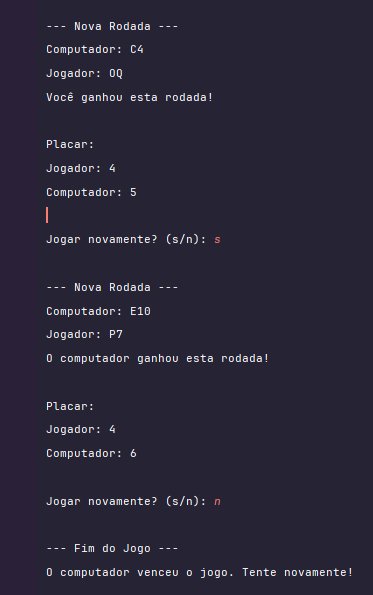 --- Nova Rodada ---
Computador: C4
Jogador: OQ
Você ganhou esta rodada!
Placar:
Jogador: 4
Computador: 5
Jogar novamente? (s/n): s
--- Nova Rodada ---
Computador: E10
Jogador: P7
O computador ganhou esta rodada!
Placar:
Jogador: 4
Computador: 6
Jogar novamente? (s/n): n
--- Fim do Jogo ---
O computador venceu o jogo. Tente novamente!